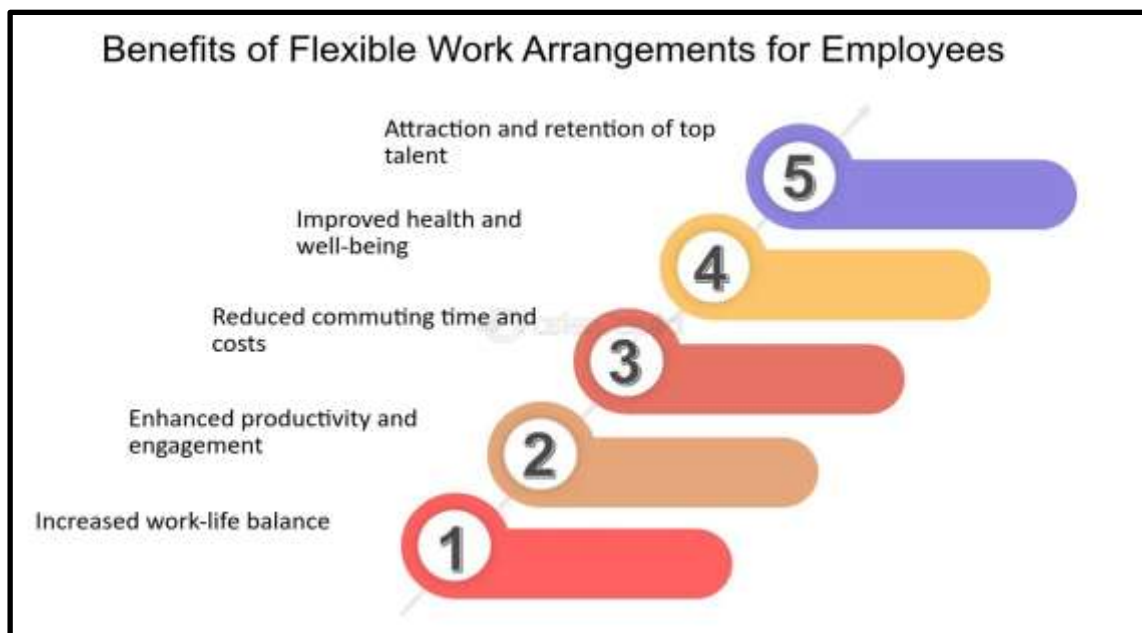 Benefits of Flexible Work Arrangements for Employees
Attraction and retention of top
talent
5
Improved health and
well-being
4
Reduced commuting time and
costs
3
Enhanced productivity and
engagement
2
Increased work-life balance
1